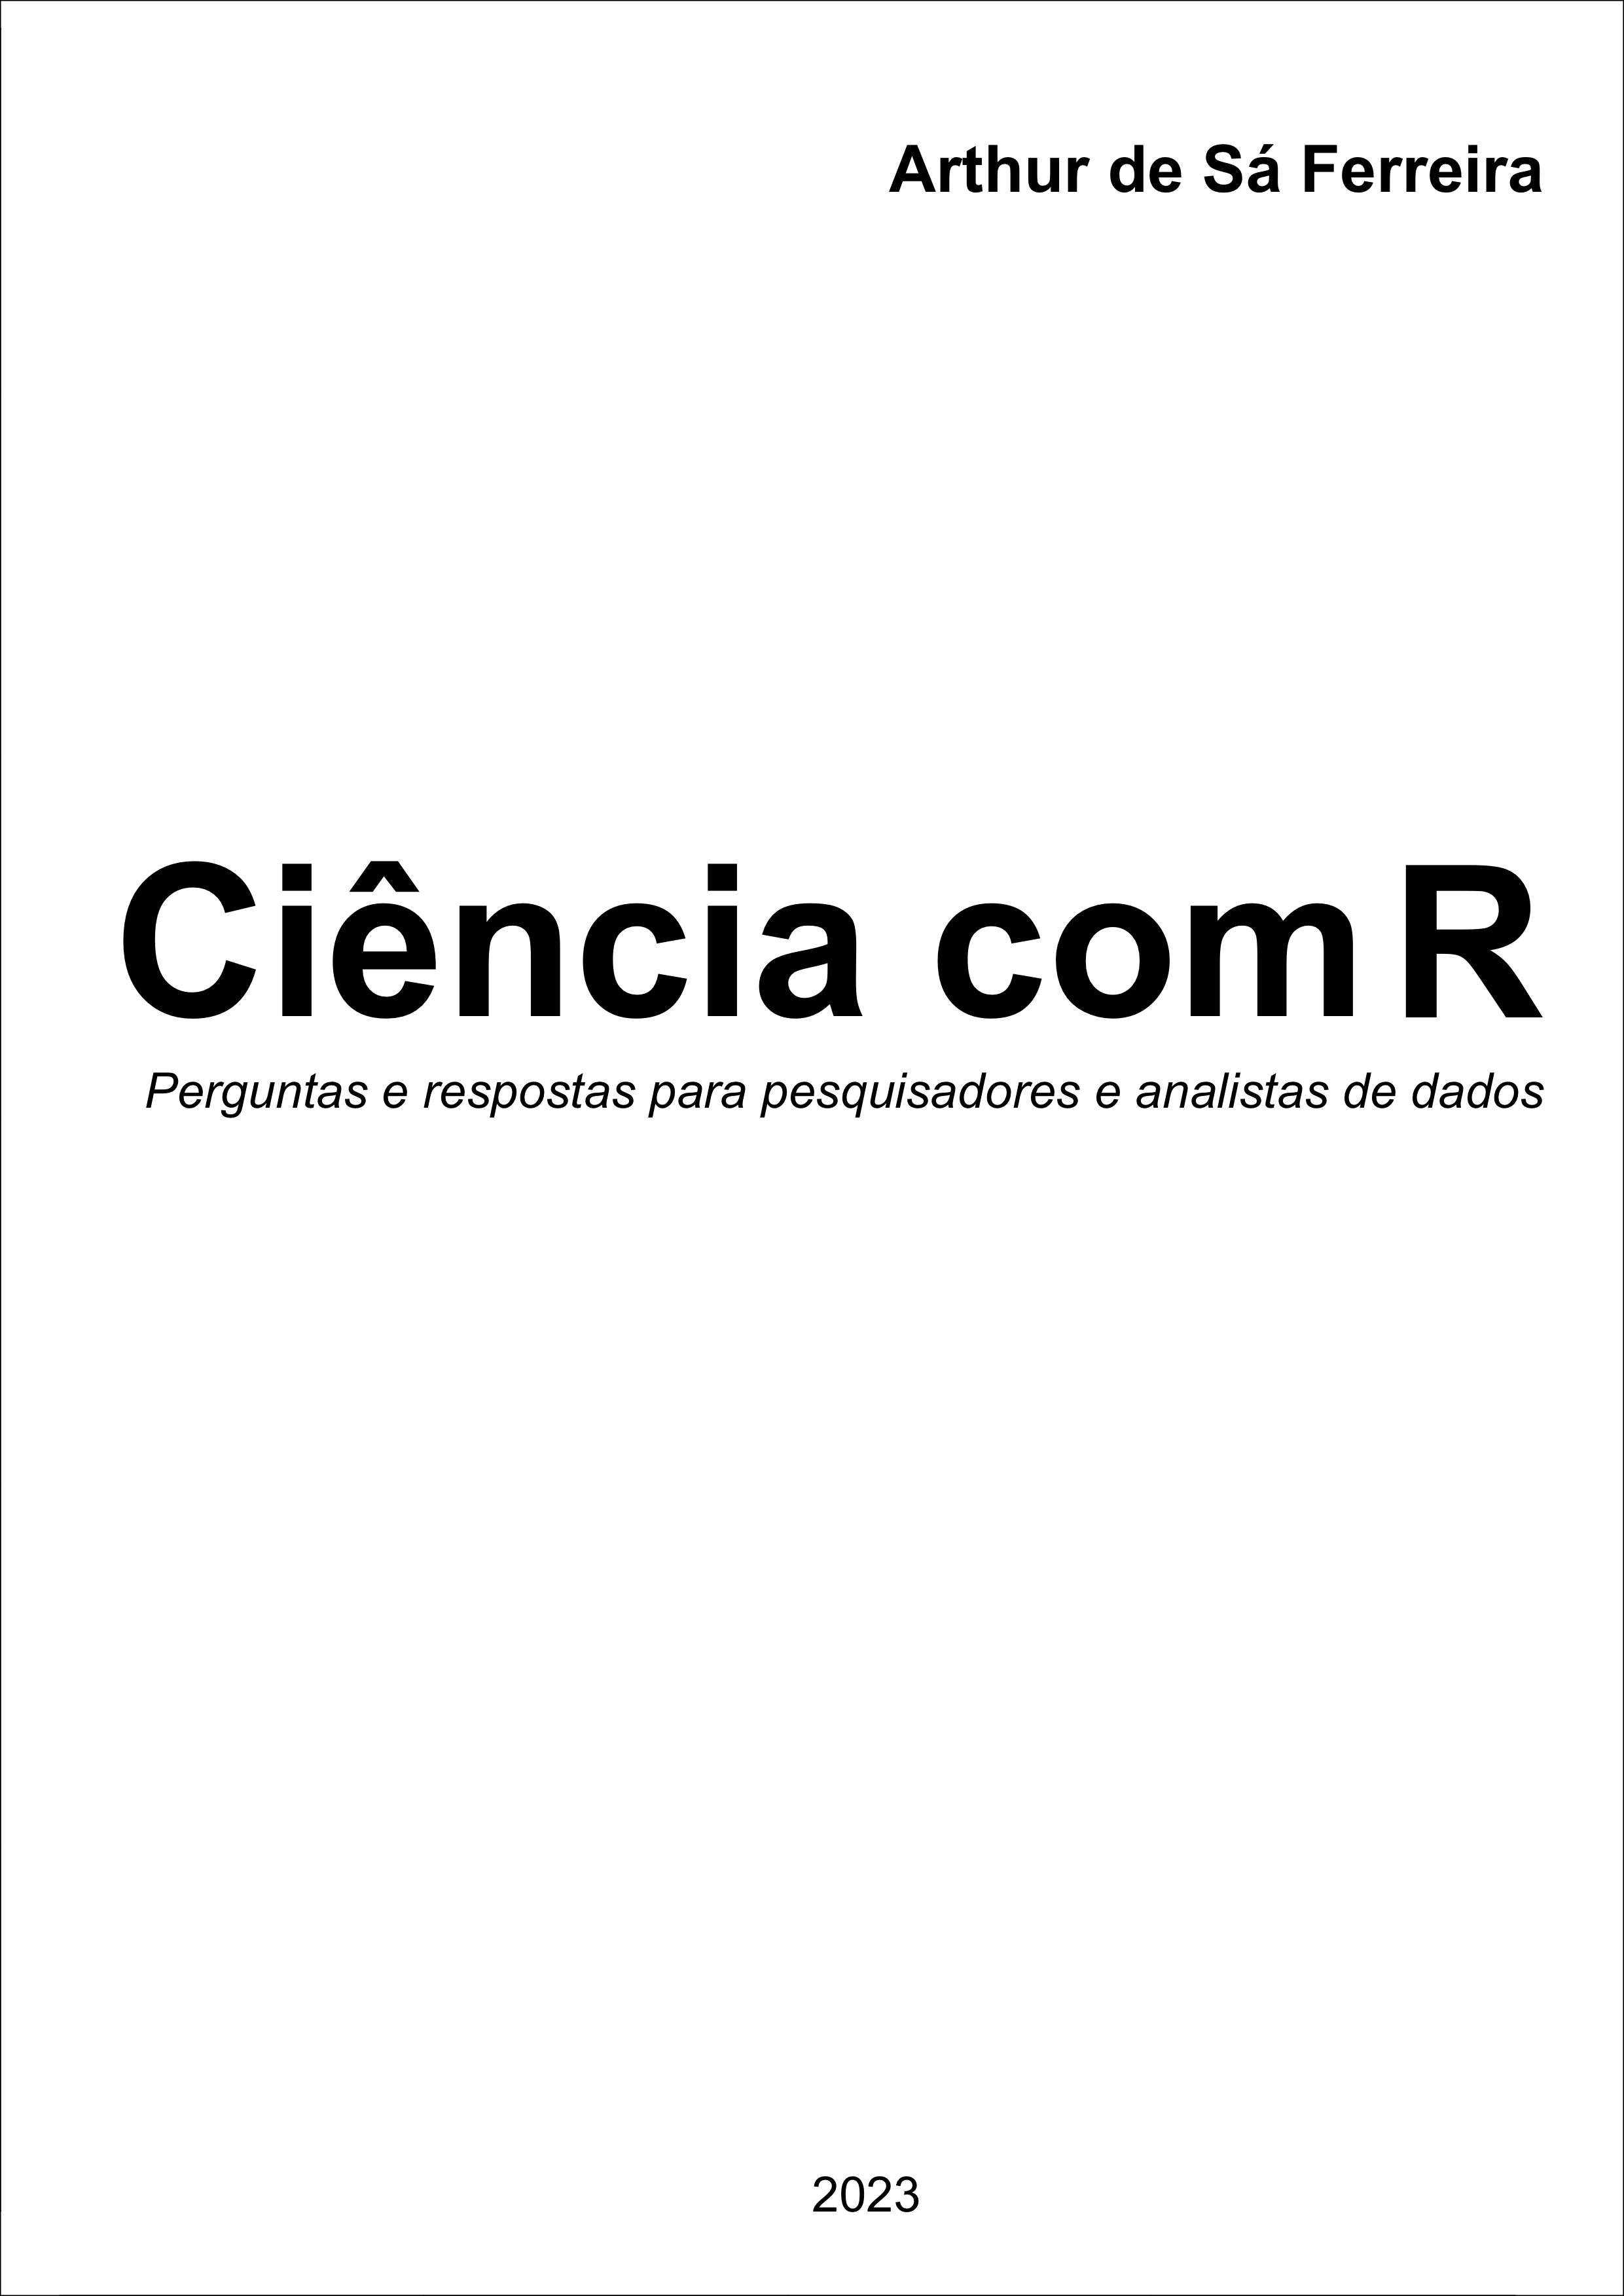 Arthur de Sá Ferreira
Ciência com R
Perguntas e respostas para pesquisadores e analistas de dados
2023